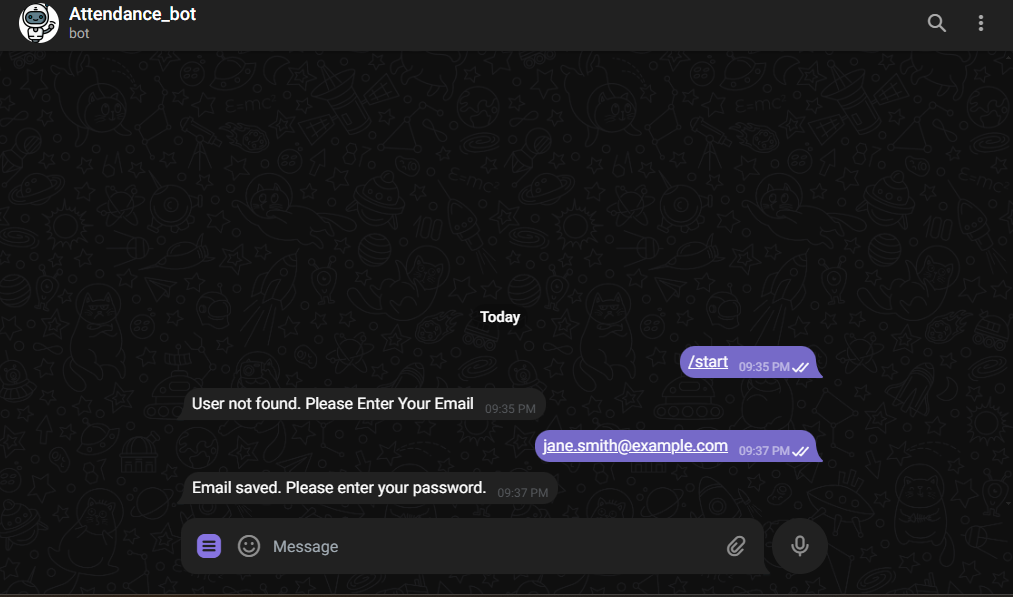 Attendance_bot
bot
Today
/start 09:35 PM
User not found. Please Enter Your Email 09:35 PM
jane.smith@example.com 09:37 PM
Email saved. Please enter your password. 09:37 PM
Message